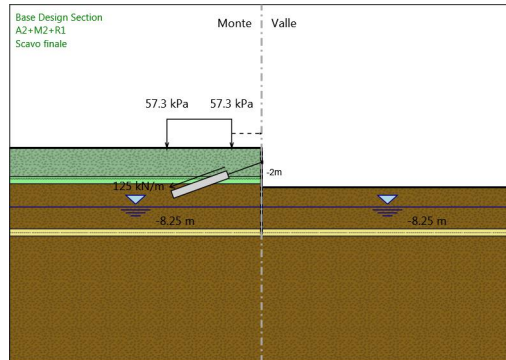 Base Design Section
A2+M2+R1
Scavo finale
Monte
Valle
57.3 kPa
57.3 kPa
-2m
125 kN/m
-8.25 m
-8.25 m